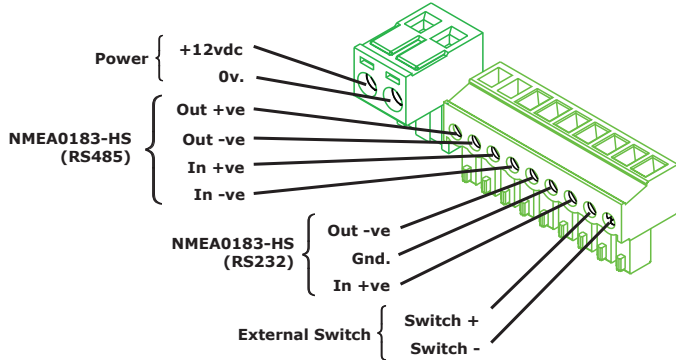 Power
+12vdc
0v.
NMEA0183-HS
(RS485)
Out +ve
Out -ve
In +ve
In -ve
NMEA0183-HS
(RS232)
Out -ve
Gnd.
In +ve
External Switch
Switch +
Switch -